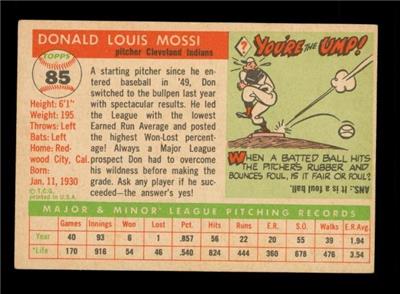 DONALD LOUIS MOSSI
pitcher Cleveland Indians
TOPPS
85
Height: 6'1"
Weight: 195
Throws: Left
Bats: Left
Home: Red-
wood City, Cal.
Born:
Jan. 11, 1930
© T.C.G.
PRTD. IN U.S.A.
A starting pitcher since he en-
tered baseball in '49, Don
switched to the bullpen last year
with spectacular results. He led
the League with the lowest
Earned Run Average and posted
the highest Won-Lost percent-
age! Always a Major League
prospect Don had to overcome
his wildness before making the
grade. Ask any player if he suc-
ceeded—the answer's yes!
?
YOU'RE THE UMP!
WHEN A BATTED BALL HITS
THE PITCHER'S RUBBER AND
BOUNCES FOUL, IS IT FAIR OR FOUL?
ANS. It is a foul ball.
MAJOR & MINOR LEAGUE PITCHING RECORDS
Games Innings Won Lost Pct. Hits Runs E.R. S.O. Walks E.R.Avg.
Year 40 93 6 1 .857 56 22 20 55 39 1.94
*Life 170 916 54 46 .540 824 444 360 678 476 3.54